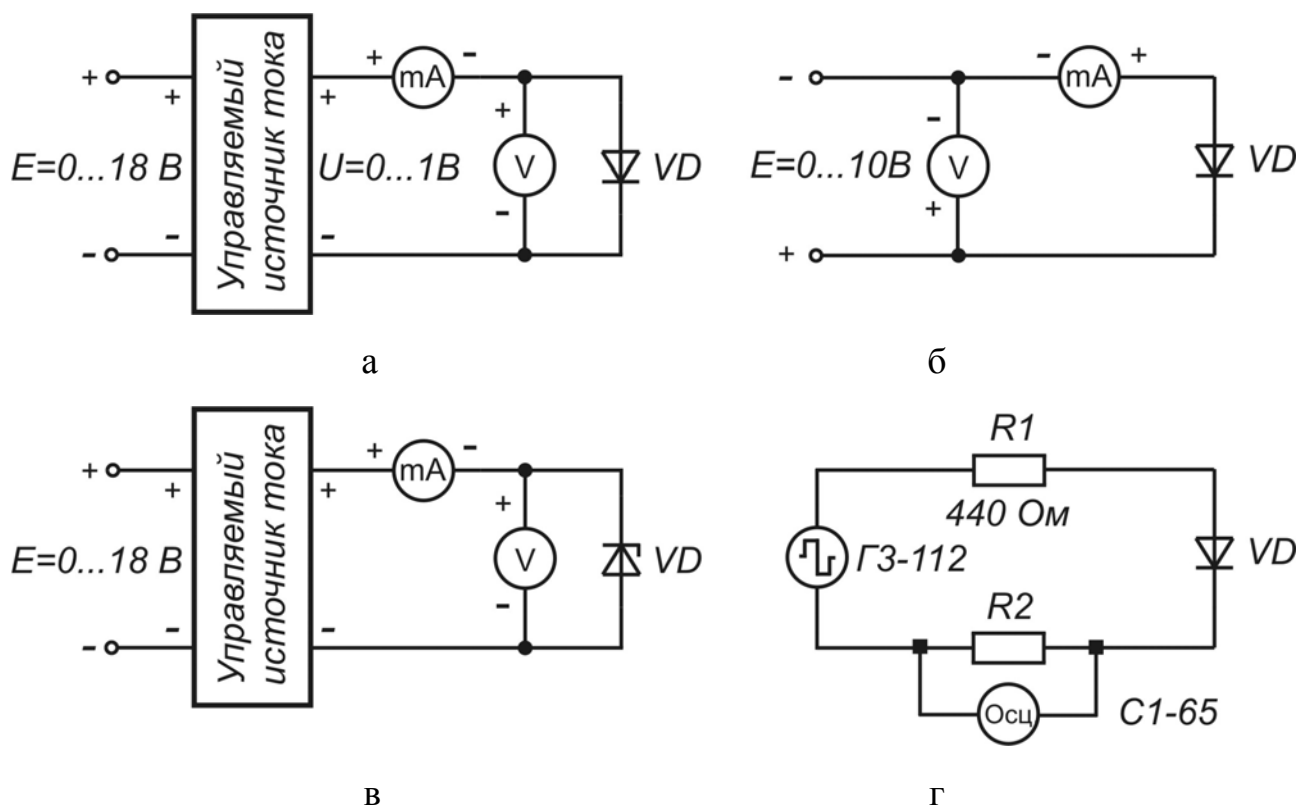 + - + mA -
+ + + V -
E=0...18 В
Управляемый
источник тока
U=0...1В
VD
- - -
а
- - mA +
- V +
E=0...10В
VD
+
б
+ - + mA -
+ + + V -
E=0...18 В
Управляемый
источник тока
VD
- - -
в
R1
440 Ом
Г3-112
VD
R2
Осц
С1-65
г